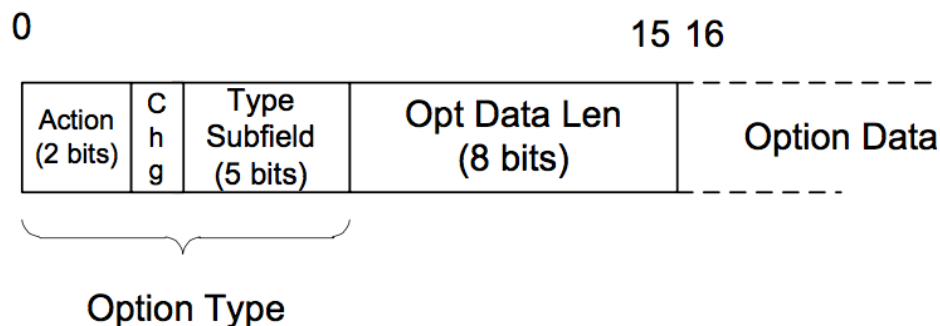 0
15 16
Action
(2 bits)
C
h
g
Type
Subfield
(5 bits)
Opt Data Len
(8 bits)
Option Data
Option Type